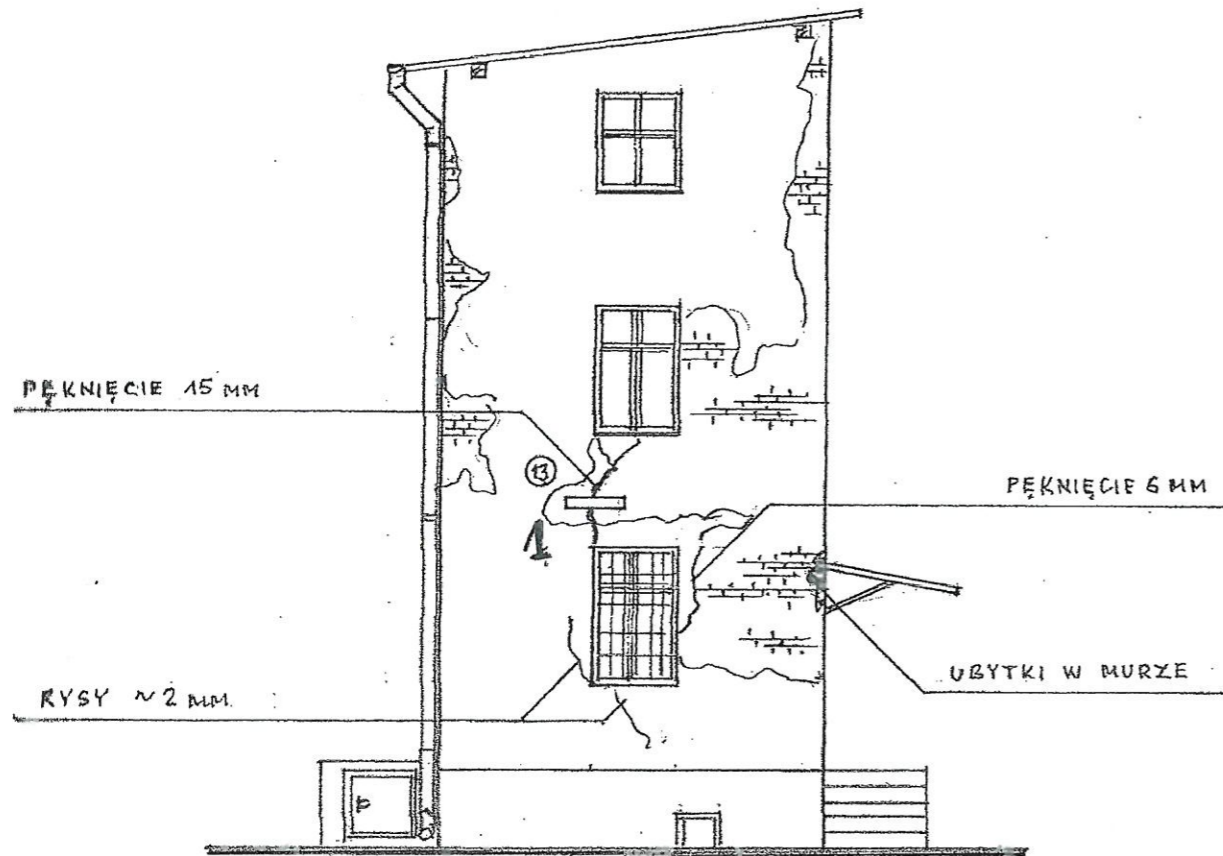 PĘKNIĘCIE 15 MM
13
PĘKNIĘCIE 6 MM
1
UBYTKI W MURZE
RYSY ~2 MM